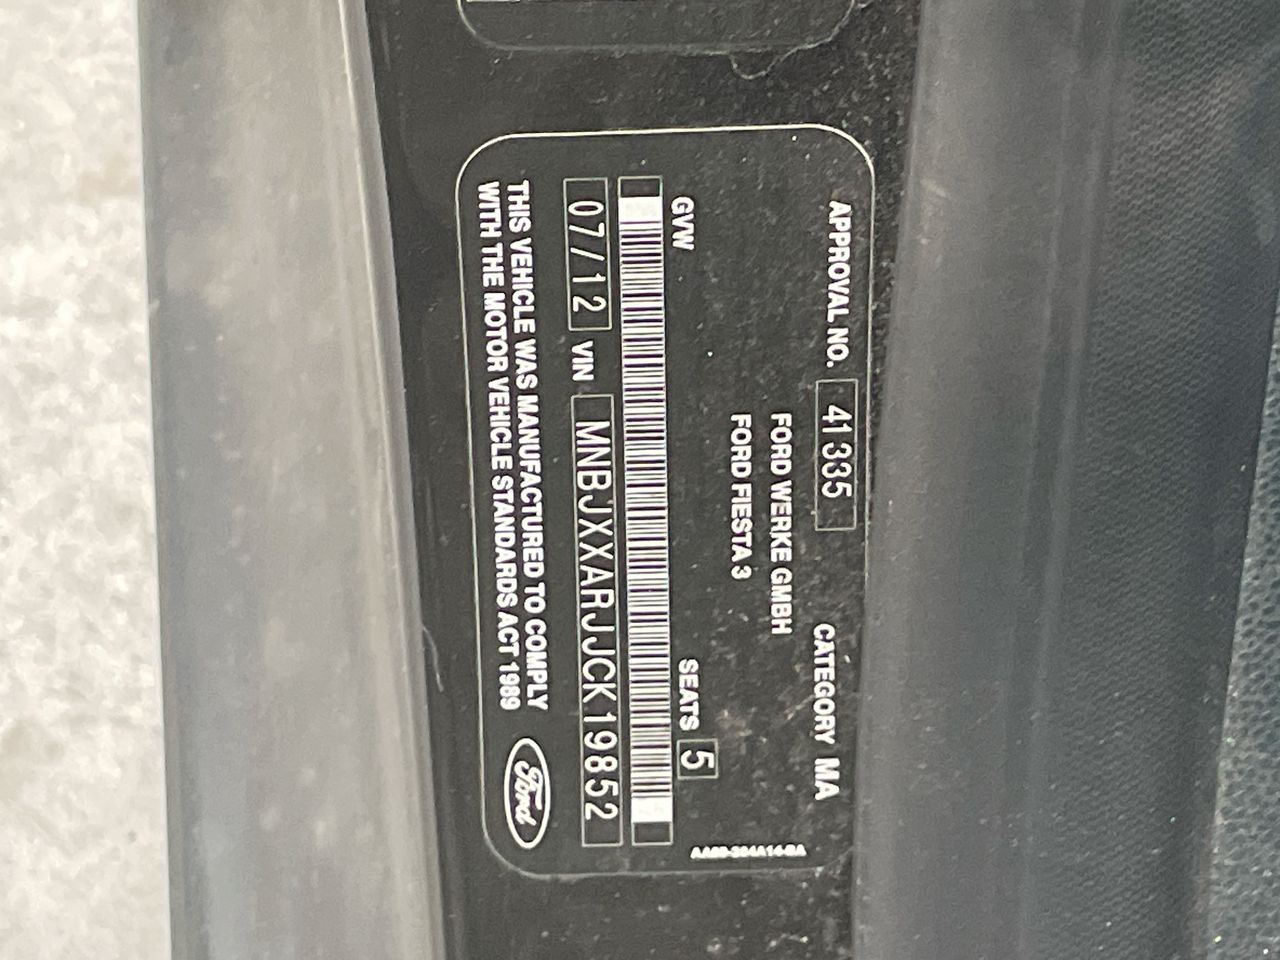 APPROVAL NO. 41335 CATEGORY MA
FORD WERKE GMBH
FORD FIESTA 3
GVW SEATS 5
07/12 VIN MNBJXXARJJCK19852
THIS VEHICLE WAS MANUFACTURED TO COMPLY
WITH THE MOTOR VEHICLE STANDARDS ACT 1989
Ford